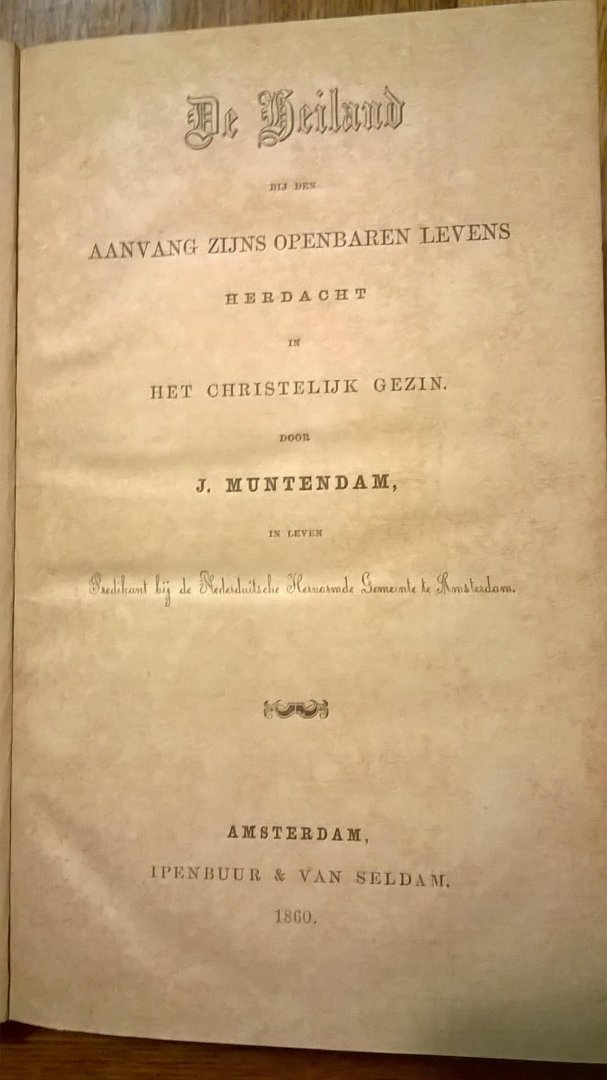 De Heiland
BIJ DEN
AANVANG ZIJNS OPENBAREN LEVENS
HERDACHT
IN
HET CHRISTELIJK GEZIN.
DOOR
J. MUNTENDAM,
IN LEVEN
Predikant bij de Nederduitsche Hervormde Gemeente te Amsterdam.
AMSTERDAM,
IPENBUUR & VAN SELDAM.
1860.